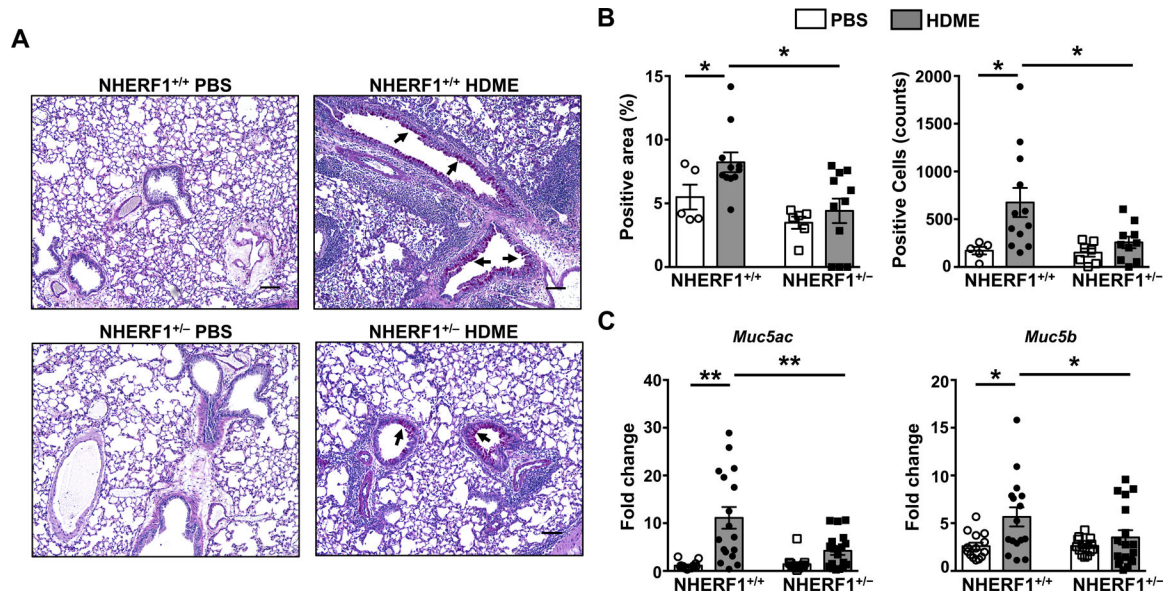 A
NHERF1+/+ PBS
NHERF1+/+ HDME
NHERF1+/− PBS
NHERF1+/− HDME
B
PBS
HDME
*
*
Positive area (%)
15
10
5
0
NHERF1+/+
NHERF1+/−
*
*
Positive Cells (counts)
2000
1500
1000
500
0
NHERF1+/+
NHERF1+/−
C
Muc5ac
**
**
Fold change
40
30
20
10
0
NHERF1+/+
NHERF1+/−
Muc5b
*
*
Fold change
20
15
10
5
0
NHERF1+/+
NHERF1+/−